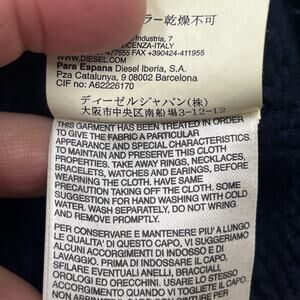 ラー乾燥不可
Industria, 7
VICENZA-ITALY
477555 FAX +390424-411955
WWW.DIESEL.COM
Para Espana Diesel Iberia, S.A.
Pza Catalunya, 9 08002 Barcelona
CIF no: A62226170
ディーゼルジャパン(株)
大阪市中央区南船場3-12-12
THIS GARMENT HAS BEEN TREATED IN ORDER
TO GIVE THE FABRIC A PARTICULAR
APPEARANCE AND SPECIAL CHARACTERISTICS.
TO MAINTAIN AND PRESERVE THIS CLOTH
PROPERTIES. TAKE AWAY RINGS, NECKLACES,
BRACELETS, WATCHES AND EARINGS, BEFORE
WEARING THE CLOTH. HAVE SAME
PRECAUTION TAKING OFF THE CLOTH. SOME
SUGGESTION FOR HAND WASHING WITH COLD
WATER. WASH SEPARATELY, DO NOT WRING
AND REMOVE PROMPTLY.
PER CONSERVARE E MANTENERE PIU' A LUNGO
LE QUALITA' DI QUESTO CAPO, VI SUGGERIAMO
ALCUNI ACCORGIMENTI DI INDOSSO E DI
LAVAGGIO. PRIMA DI INDOSSARE IL CAPO,
SFILARE EVENTUALI ANELLI, BRACCIALI,
OROLOGI ED ORECCHINI. USARE LO STESSO
ACCORGIMENTO QUANDO VI TOGLIETE IL CAPO.